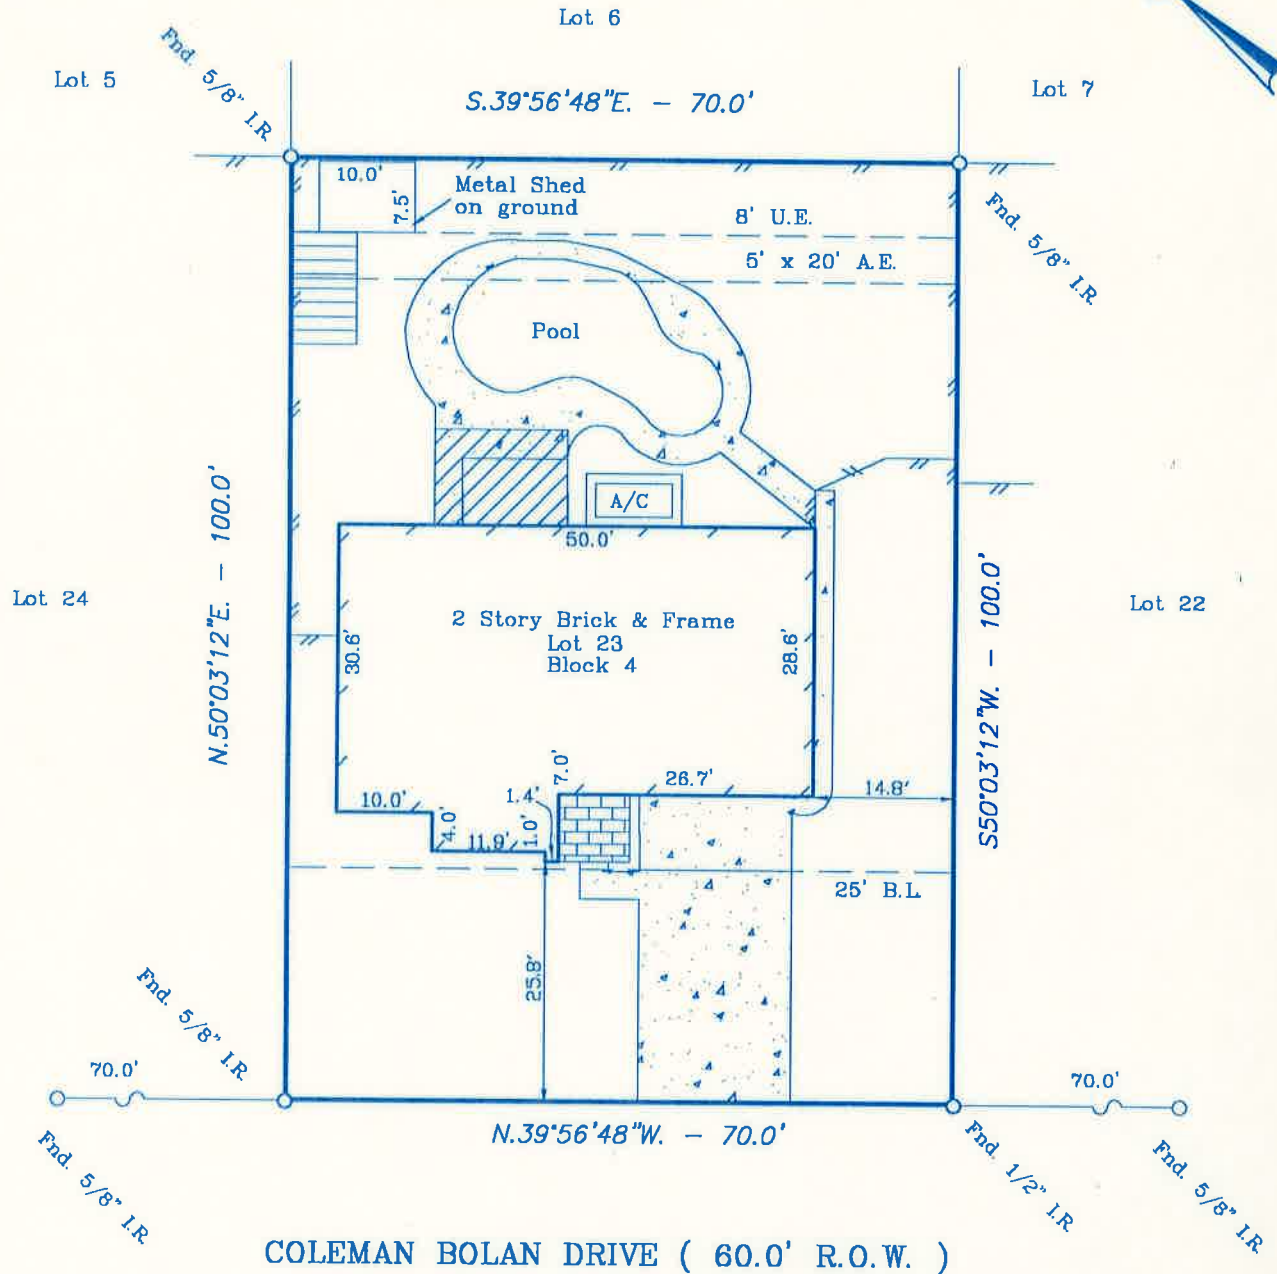 Lot 6
Lot 5
Fnd. 5/8" I.R
S.39°56'48"E. - 70.0'
Lot 7
10.0'
7.5'
Metal Shed
on ground
8' U.E.
5' x 20' A.E.
Fnd. 5/8" I.R
Pool
A/C
50.0'
N.50°03'12"E. - 100.0'
Lot 24
30.6'
2 Story Brick & Frame
Lot 23
Block 4
28.6'
S50°03'12"W. - 100.0'
Lot 22
7.0'
26.7'
14.8'
10.0'
4.0'
11.9'
1.0'
1.4'
25' B.L
25.8'
Fnd. 5/8" I.R
70.0'
70.0'
N.39°56'48"W. - 70.0'
Fnd. 5/8" I.R
Fnd. 1/2" I.R
Fnd. 5/8" I.R
COLEMAN BOLAN DRIVE ( 60.0' R.O.W. )